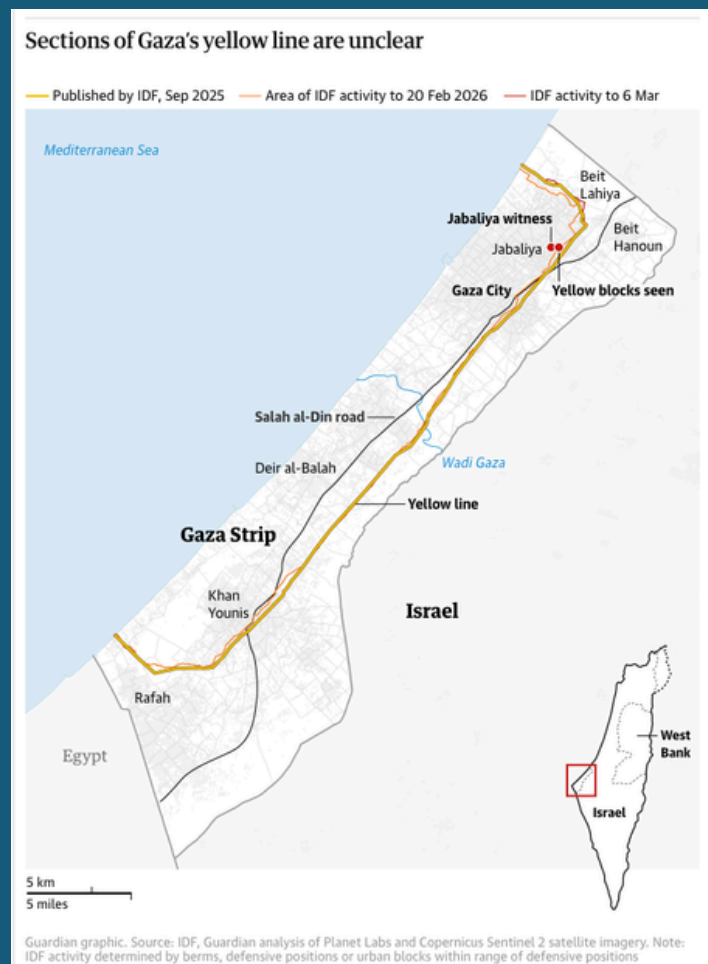 Sections of Gaza's yellow line are unclear
Published by IDF, Sep 2025
Area of IDF activity to 20 Feb 2026
IDF activity to 6 Mar
Mediterranean Sea
Beit
Lahiya
Jabaliya witness
Beit
Hanoun
Jabaliya
Gaza City
Yellow blocks seen
Salah al-Din road
Wadi Gaza
Deir al-Balah
Yellow line
Gaza Strip
Khan
Younis
Israel
Rafah
Egypt
West
Bank
Israel
5 km
5 miles
Guardian graphic. Source: IDF, Guardian analysis of Planet Labs and Copernicus Sentinel 2 satellite imagery. Note:
IDF activity determined by berms, defensive positions or urban blocks within range of defensive positions